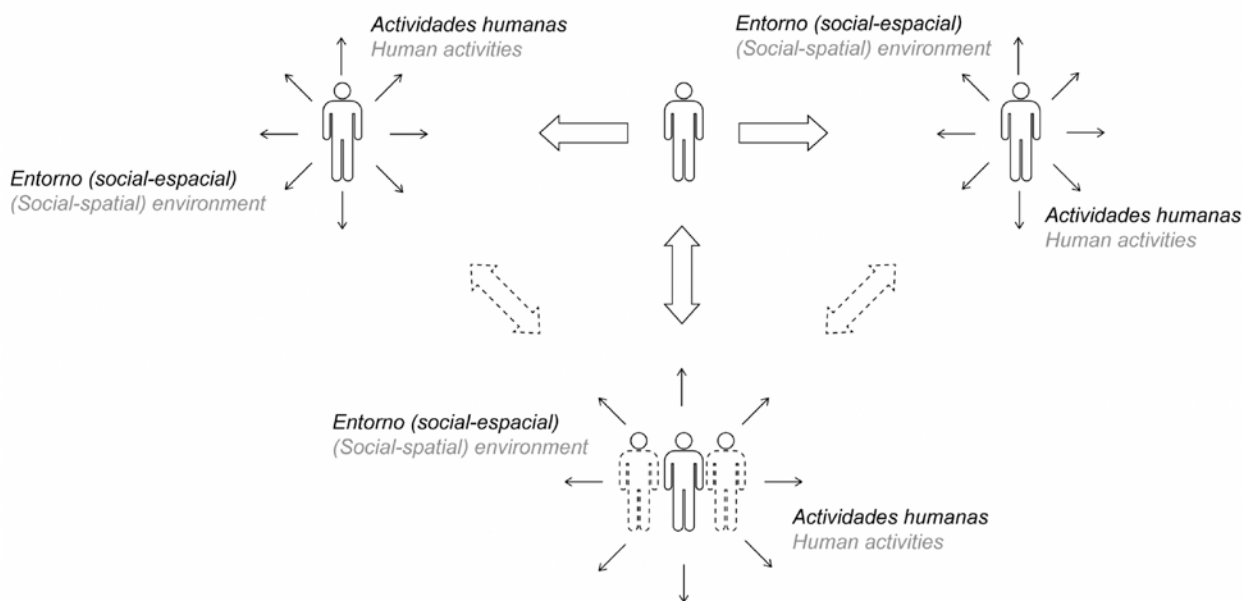 Actividades humanas
Human activities
Entorno (social-espacial)
(Social-spatial) environment
Entorno (social-espacial)
(Social-spatial) environment
Actividades humanas
Human activities
Entorno (social-espacial)
(Social-spatial) environment
Actividades humanas
Human activities